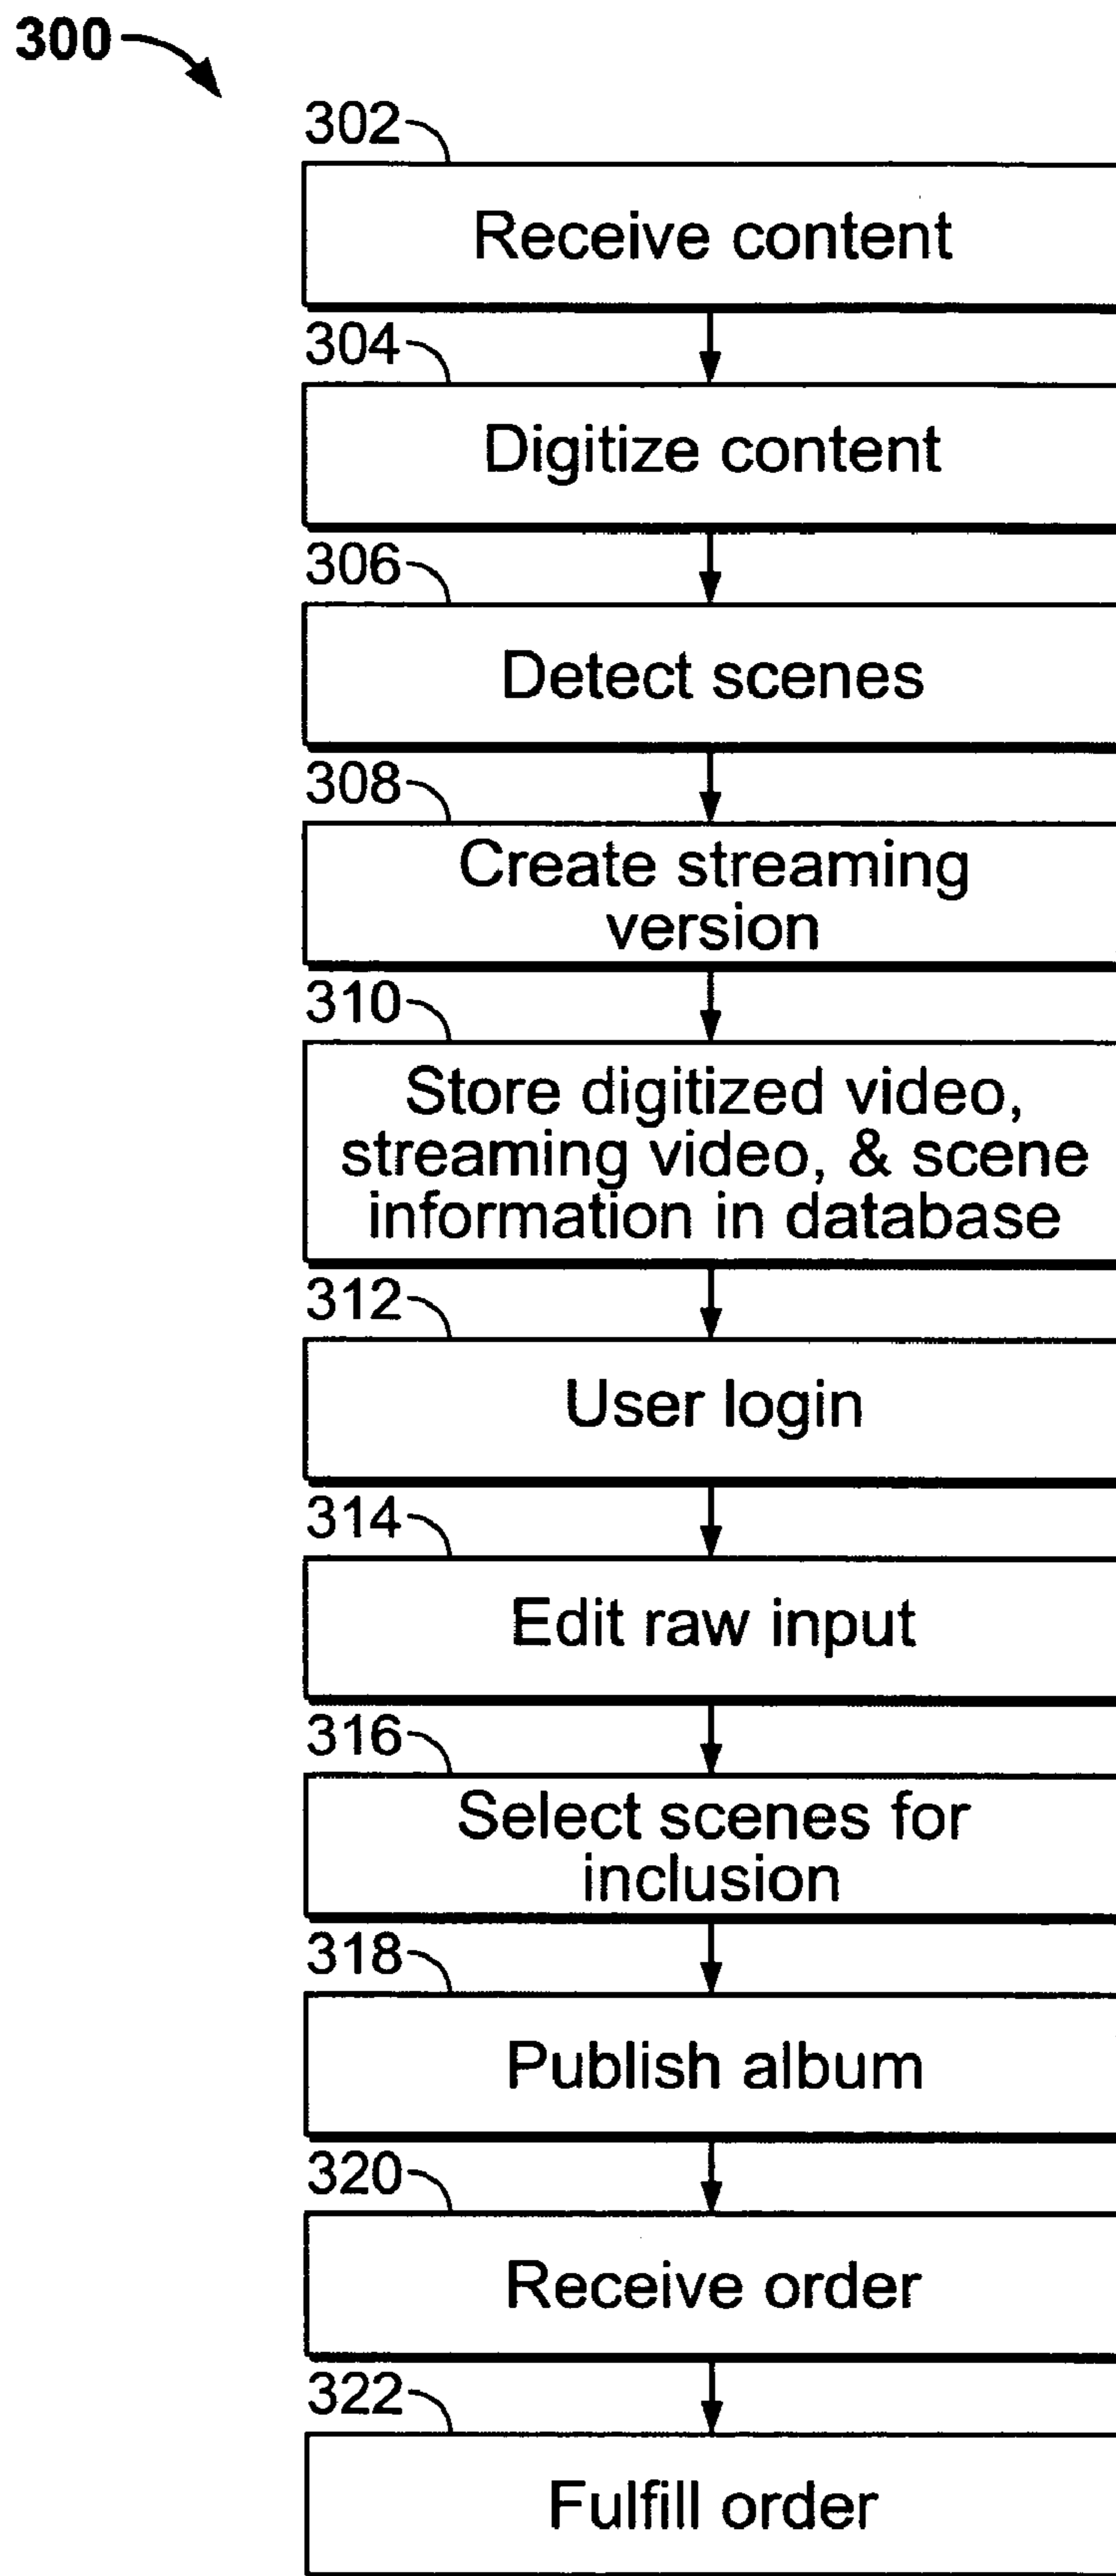 300
302
Receive content
304
Digitize content
306
Detect scenes
308
Create streaming
version
310
Store digitized video,
streaming video, & scene
information in database
312
User login
314
Edit raw input
316
Select scenes for
inclusion
318
Publish album
320
Receive order
322
Fulfill order